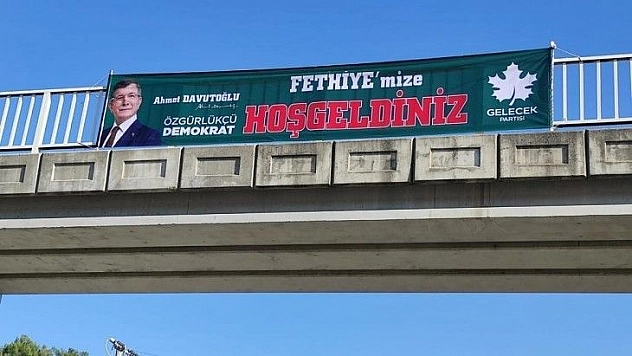 Ahmet DAVUTOĞLU
ÖZGÜRLÜKÇÜ
DEMOKRAT
FETHİYE'mize
HOŞGELDİNİZ
GELECEK
PARTİSİ